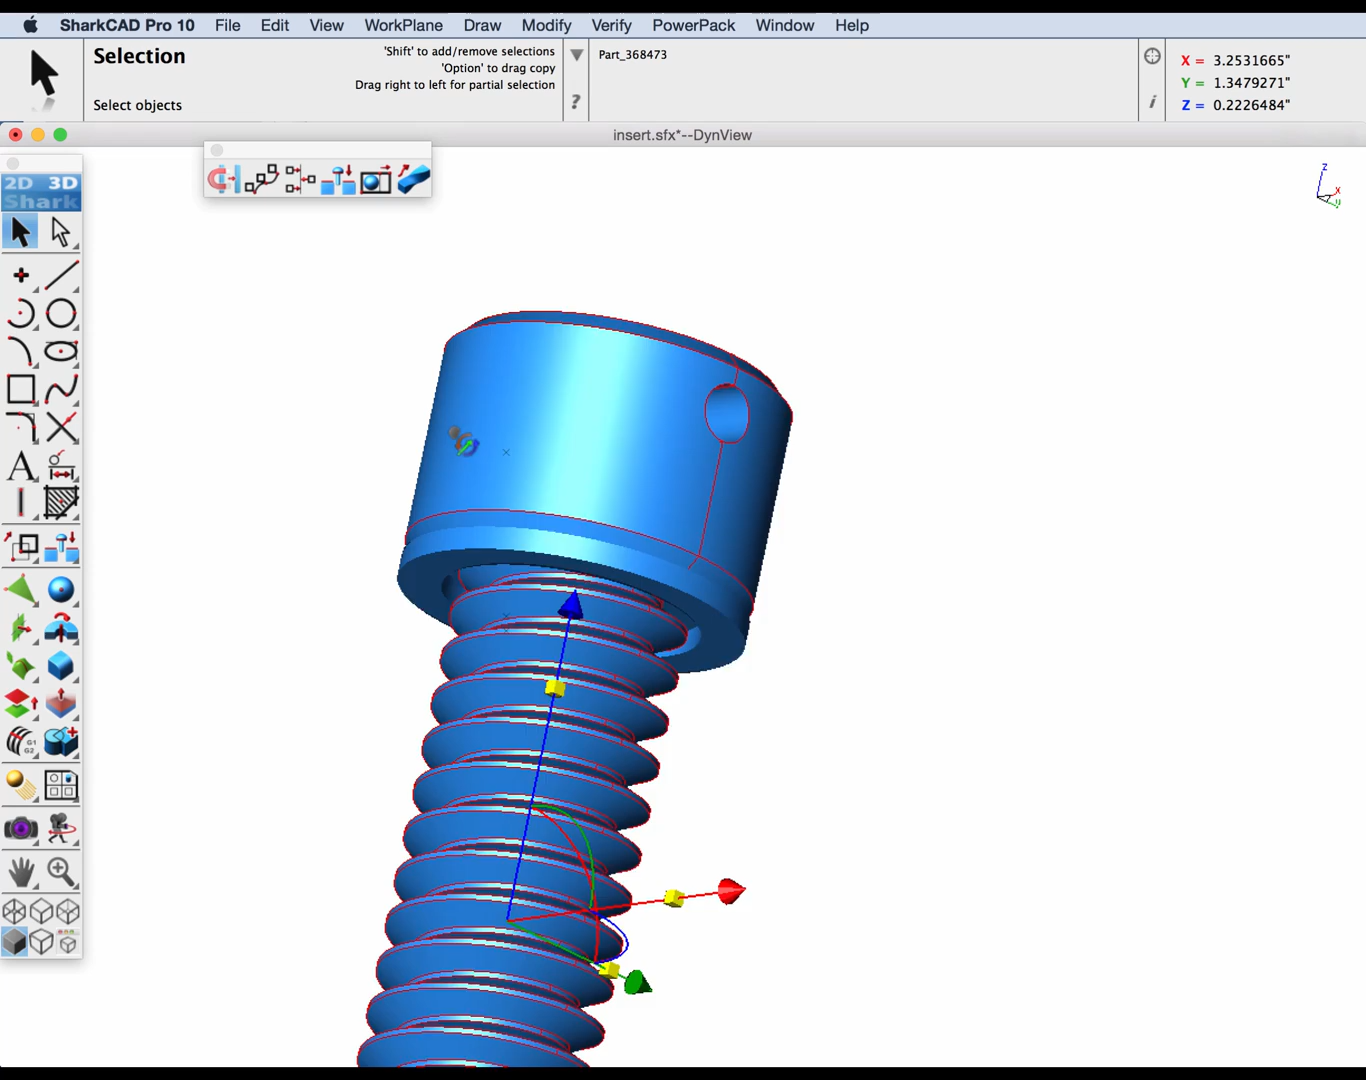 SharkCAD Pro 10 File Edit View WorkPlane Draw Modify Verify PowerPack Window Help
Selection
'Shift' to add/remove selections
'Option' to drag copy
Drag right to left for partial selection
Select objects
?
Part_368473
i
X = 3.2531665"
Y = 1.3479271"
Z = 0.2226484"
insert.sfx*--DynView
2D 3D
Shark
A
G1
G2
z
x
y